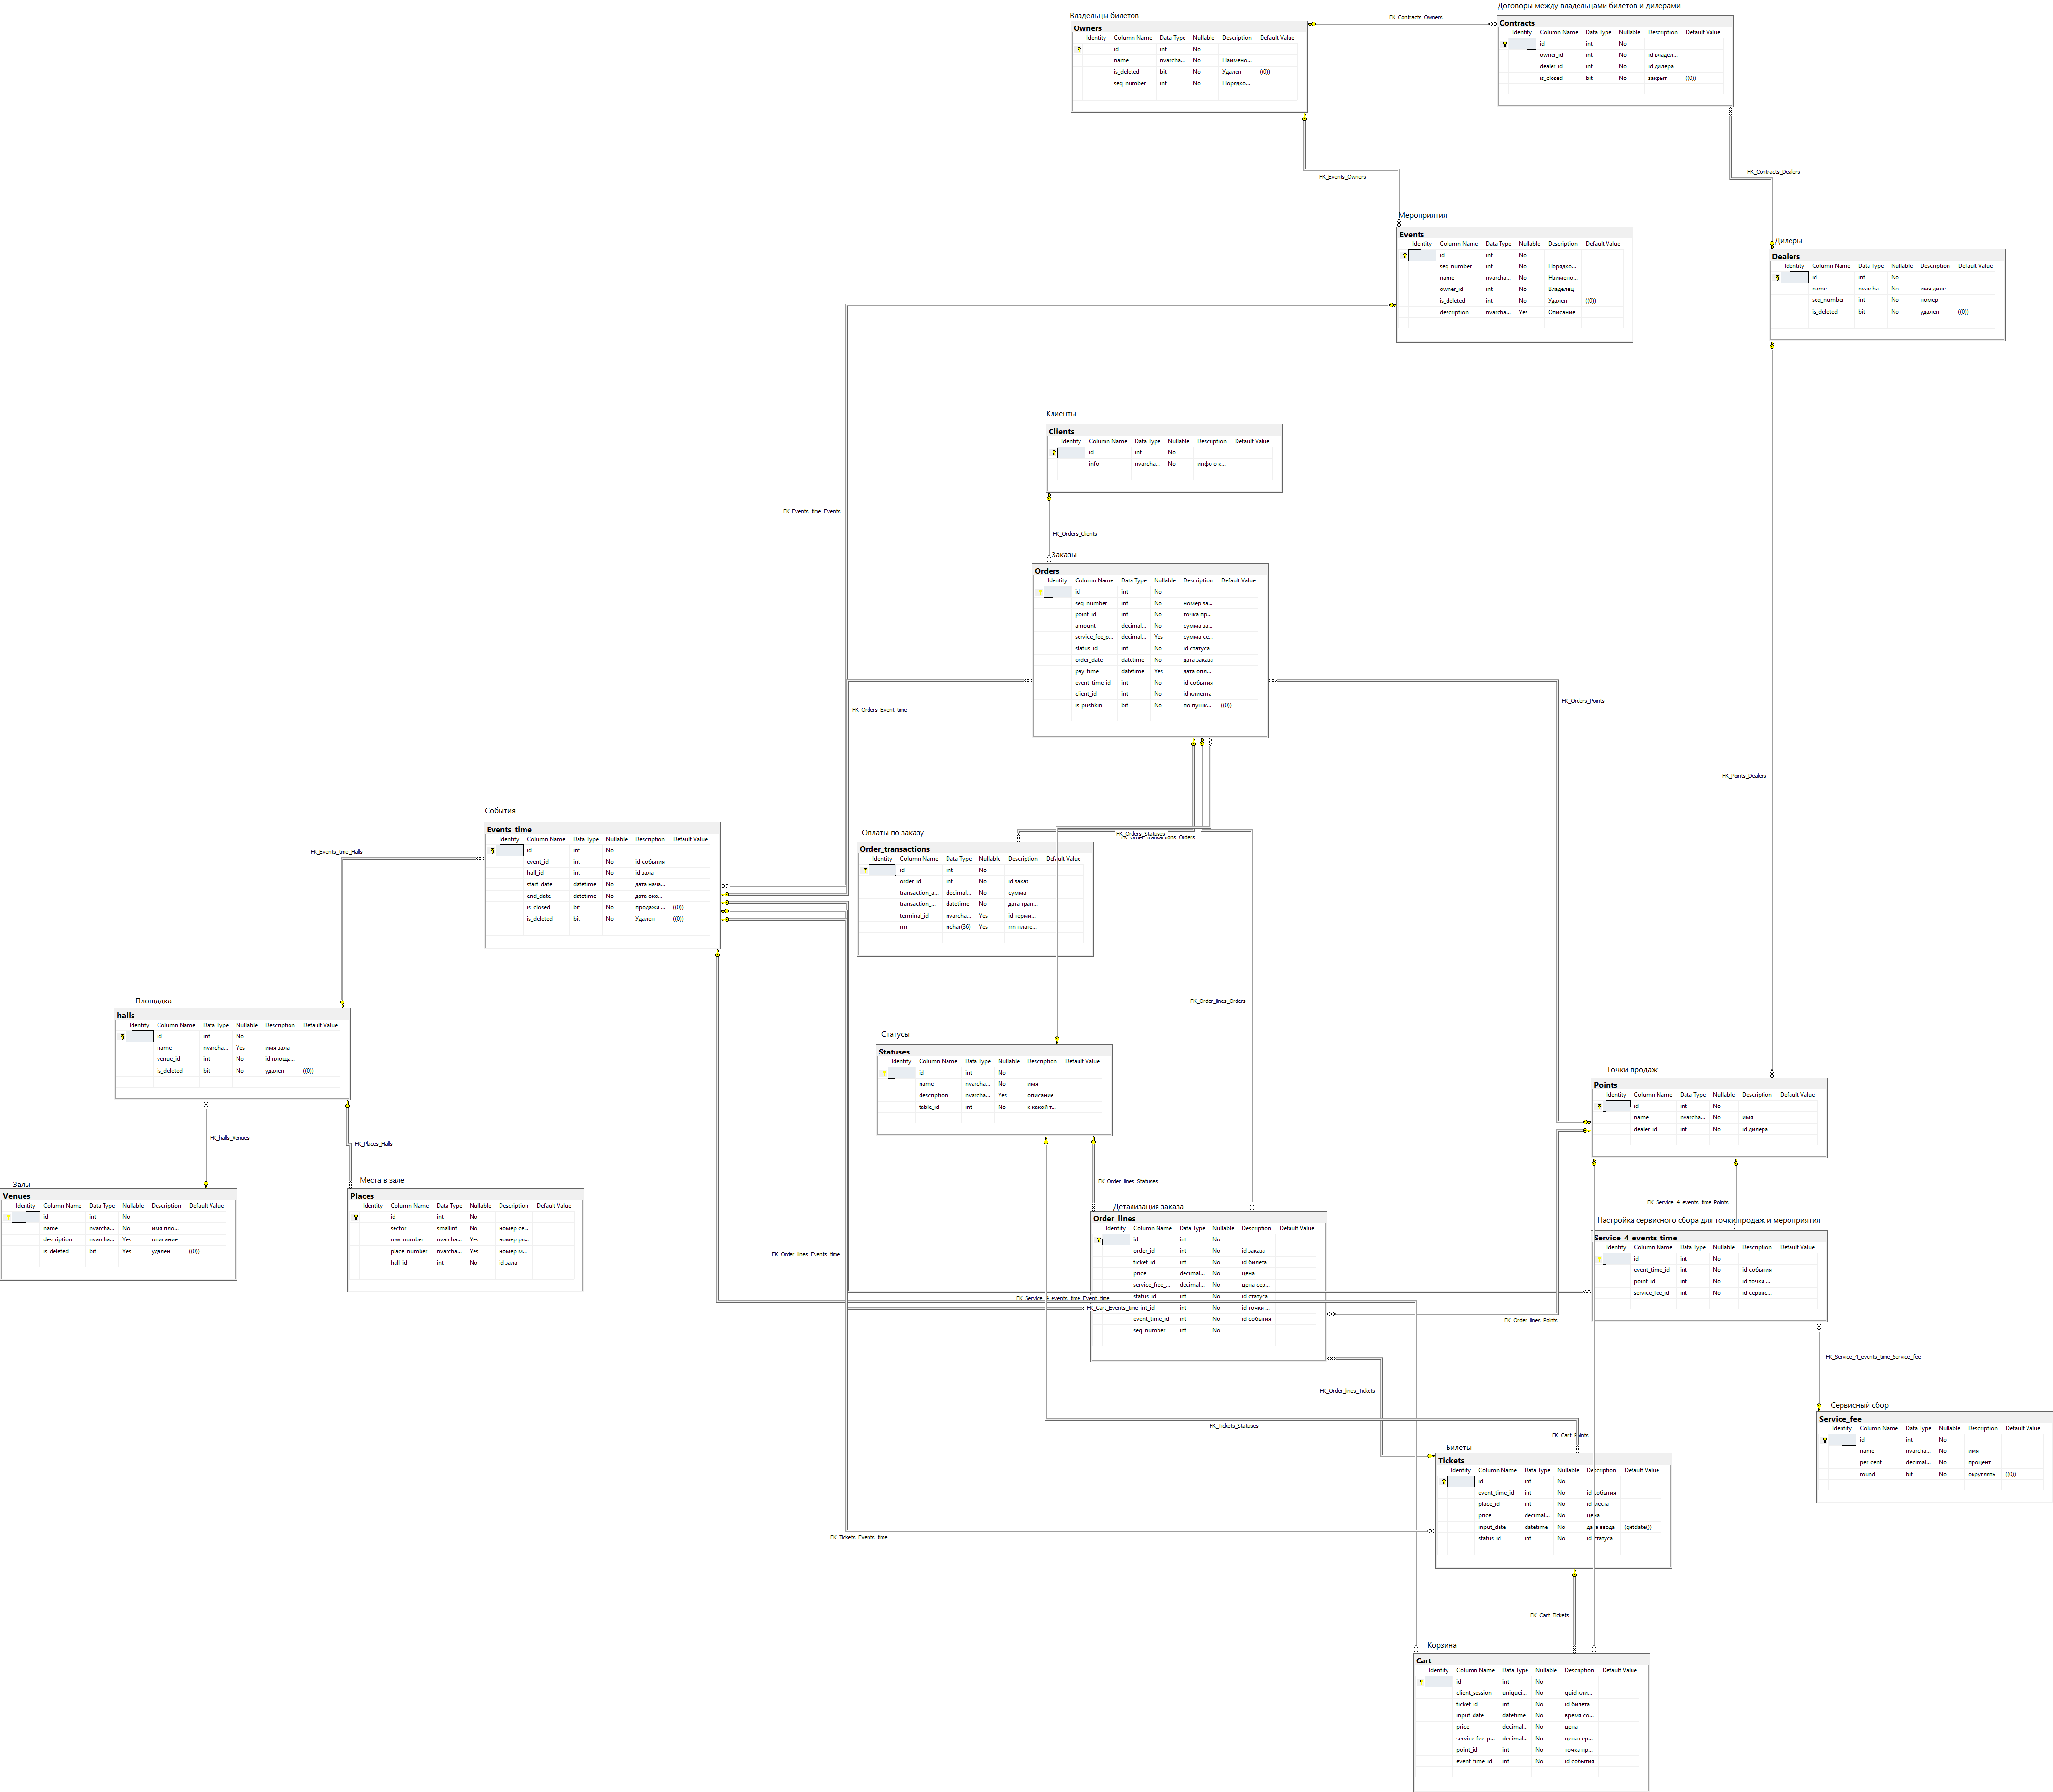 Владельцы билетов
Owners
Identity Column Name Data Type Nullable Description Default Value
id int No
name nvarcha... No Наимено...
is_deleted bit No Удален ((0))
seq_number int No Порядко...
FK_Contracts_Owners
Договоры между владельцами билетов и дилерами
Contracts
Identity Column Name Data Type Nullable Description Default Value
id int No
owner_id int No id владел...
dealer_id int No id дилера
is_closed bit No закрыт ((0))
FK_Events_Owners
FK_Contracts_Dealers
Мероприятия
Events
Identity Column Name Data Type Nullable Description Default Value
id int No
seq_number int No Порядко...
name nvarcha... No Наимено...
owner_id int No Владелец
is_deleted int No Удален ((0))
description nvarcha... Yes Описание
Дилеры
Dealers
Identity Column Name Data Type Nullable Description Default Value
id int No
name nvarcha... No имя диле...
seq_number int No номер
is_deleted bit No удален ((0))
Клиенты
Clients
Identity Column Name Data Type Nullable Description Default Value
id int No
info nvarcha... No инфо о к...
FK_Events_time_Events
FK_Orders_Clients
Заказы
Orders
Identity Column Name Data Type Nullable Description Default Value
id int No
seq_number int No номер за...
point_id int No точка пр...
amount decimal... No сумма за...
service_fee_p... decimal... Yes сумма се...
status_id int No id статуса
order_date datetime No дата заказа
pay_time datetime Yes дата опл...
event_time_id int No id события
client_id int No id клиента
is_pushkin bit No по пушк... ((0))
FK_Orders_Event_time
FK_Orders_Points
FK_Points_Dealers
События
Events_time
Identity Column Name Data Type Nullable Description Default Value
id int No
event_id int No id события
hall_id int No id зала
start_date datetime No дата нача...
end_date datetime No дата око...
is_closed bit No продажи ... ((0))
is_deleted bit No Удален ((0))
FK_Events_time_Halls
Оплаты по заказу
FK_Orders_Statuses
FK_Order_transactions_Orders
Order_transactions
Identity Column Name Data Type Nullable Description Default Value
id int No
order_id int No id заказ
transaction_a... decimal... No сумма
transaction_... datetime No дата тран...
terminal_id nvarcha... Yes id терми...
rrn nchar(36) Yes rrn плате...
FK_Order_lines_Orders
Площадка
halls
Identity Column Name Data Type Nullable Description Default Value
id int No
name nvarcha... Yes имя зала
venue_id int No id площа...
is_deleted bit No удален ((0))
Статусы
Statuses
Identity Column Name Data Type Nullable Description Default Value
id int No
name nvarcha... No имя
description nvarcha... Yes описание
table_id int No к какой т...
Точки продаж
Points
Identity Column Name Data Type Nullable Description Default Value
id int No
name nvarcha... No имя
dealer_id int No id дилера
FK_halls_Venues
FK_Places_Halls
FK_Order_lines_Statuses
FK_Service_4_events_time_Points
Залы
Venues
Identity Column Name Data Type Nullable Description Default Value
id int No
name nvarcha... No имя пло...
description nvarcha... Yes описание
is_deleted bit Yes удален ((0))
Места в зале
Places
Identity Column Name Data Type Nullable Description Default Value
id int No
sector smallint No номер се...
row_number nvarcha... Yes номер ря...
place_number nvarcha... Yes номер м...
hall_id int No id зала
Детализация заказа
Order_lines
Identity Column Name Data Type Nullable Description Default Value
id int No
order_id int No id заказа
ticket_id int No id билета
price decimal... No цена
service_free_... decimal... No цена сер...
status_id int No id статуса
int_id int No id точки ...
event_time_id int No id события
seq_number int No
FK_Order_lines_Events_time
FK_Service_4_events_time_Event_time
FK_Cart_Events_time
FK_Order_lines_Points
Настройка сервисного сбора для точки продаж и мероприятия
Service_4_events_time
Identity Column Name Data Type Nullable Description Default Value
id int No
event_time_id int No id события
point_id int No id точки ...
service_fee_id int No id сервис...
FK_Service_4_events_time_Service_fee
FK_Order_lines_Tickets
FK_Tickets_Statuses
FK_Cart_Points
Сервисный сбор
Service_fee
Identity Column Name Data Type Nullable Description Default Value
id int No
name nvarcha... No имя
per_cent decimal... No процент
round bit No округлять ((0))
Билеты
Tickets
Identity Column Name Data Type Nullable Description Default Value
id int No
event_time_id int No id события
place_id int No id места
price decimal... No цена
input_date datetime No дата ввода (getdate())
status_id int No id статуса
FK_Tickets_Events_time
FK_Cart_Tickets
Корзина
Cart
Identity Column Name Data Type Nullable Description Default Value
id int No
client_session uniquei... No guid кли...
ticket_id int No id билета
input_date datetime No время со...
price decimal... No цена
service_fee_p... decimal... No цена сер...
point_id int No точка пр...
event_time_id int No id события